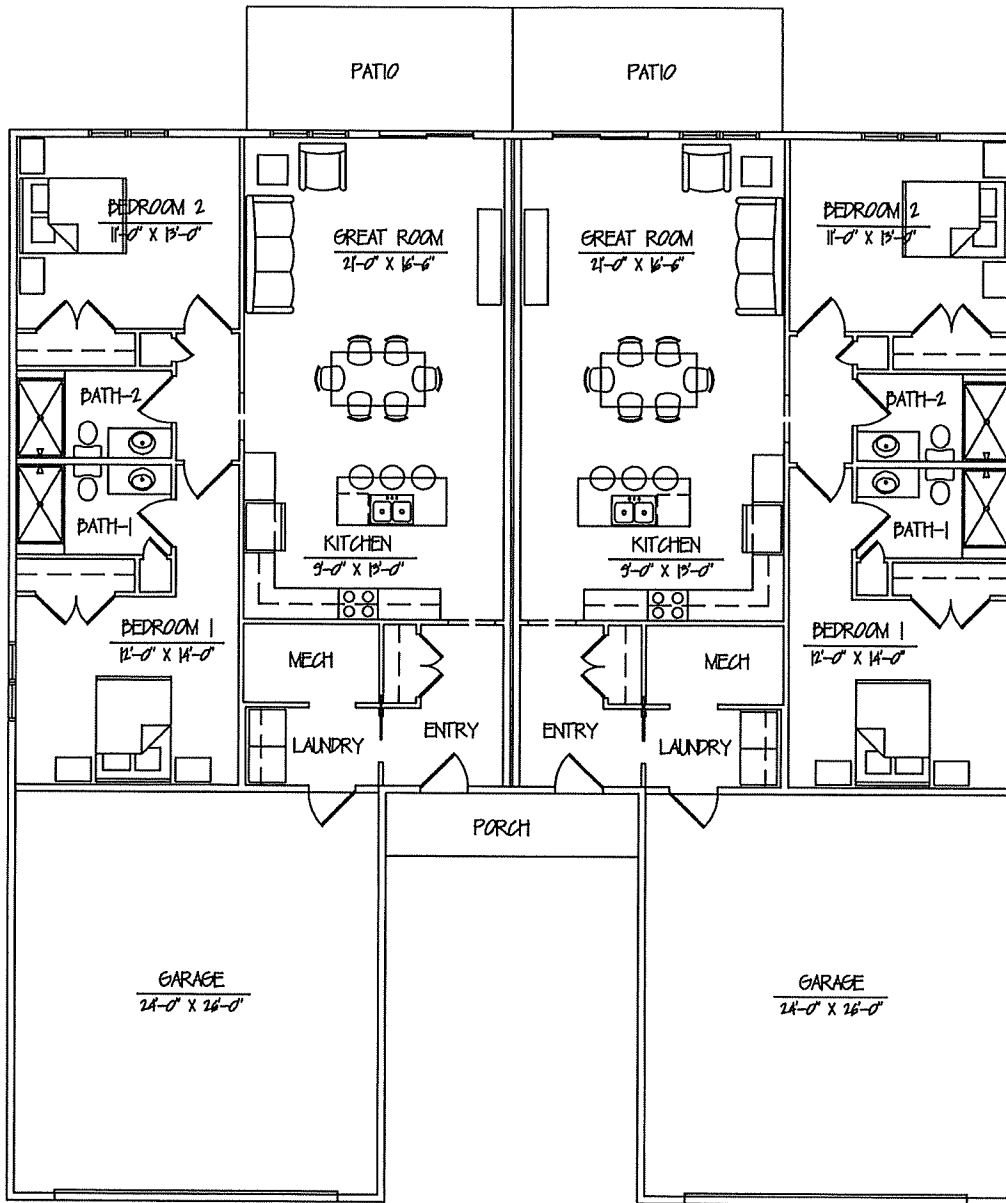 PATIO
PATIO
BEDROOM 2
11'-0" X 13'-0"
GREAT ROOM
21'-0" X 16'-6"
GREAT ROOM
21'-0" X 16'-6"
BEDROOM 2
11'-0" X 13'-0"
BATH-2
BATH-2
BATH-1
BATH-1
KITCHEN
9'-0" X 13'-0"
KITCHEN
9'-0" X 13'-0"
BEDROOM 1
12'-0" X 14'-0"
BEDROOM 1
12'-0" X 14'-0"
MECH
MECH
LAUNDRY
ENTRY
ENTRY
LAUNDRY
PORCH
GARAGE
24'-0" X 26'-0"
GARAGE
24'-0" X 26'-0"